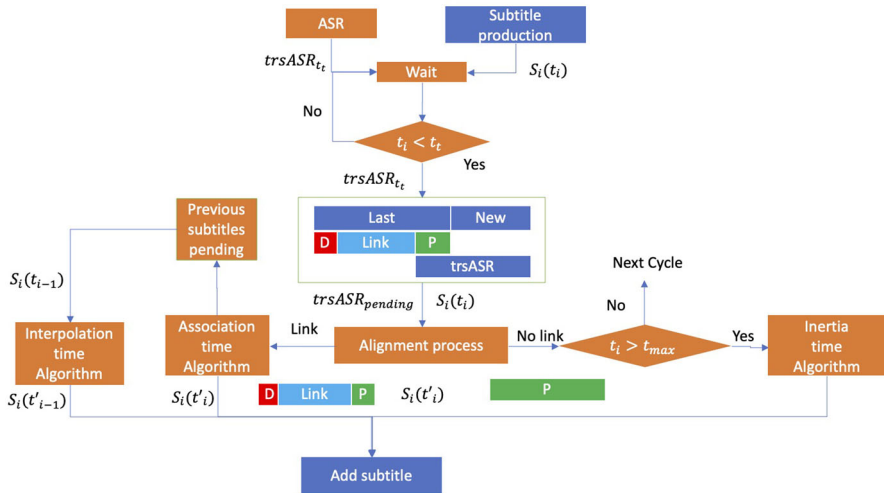 ASR
Subtitle
production
trsASR_{t_t}
S_i(t_i)
Wait
No
t_i < t_t
Yes
trsASR_{t_t}
Last
New
D
Link
P
trsASR
Previous
subtitles
pending
S_i(t_{i-1})
trsASR_{pending}
S_i(t_i)
Next Cycle
No
Interpolation
time
Algorithm
Association
time
Algorithm
Link
Alignment process
No link
t_i > t_{max}
Yes
Inertia
time
Algorithm
S_i(t'_{i-1})
S_i(t'_i)
D
Link
P
S_i(t'_i)
P
Add subtitle